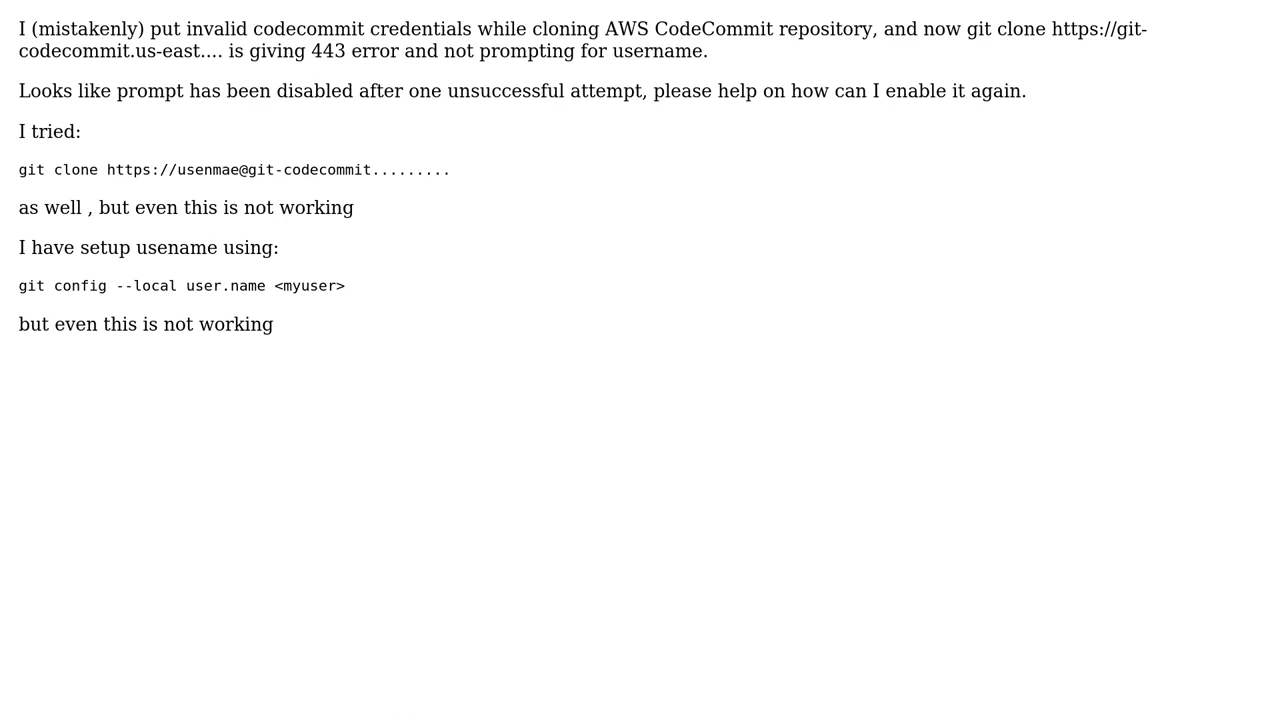 I (mistakenly) put invalid codecommit credentials while cloning AWS CodeCommit repository, and now git clone https://git-
codecommit.us-east.... is giving 443 error and not prompting for username.
Looks like prompt has been disabled after one unsuccessful attempt, please help on how can I enable it again.
I tried:
git clone https://usenmae@git-codecommit.........
as well , but even this is not working
I have setup usename using:
git config --local user.name <myuser>
but even this is not working